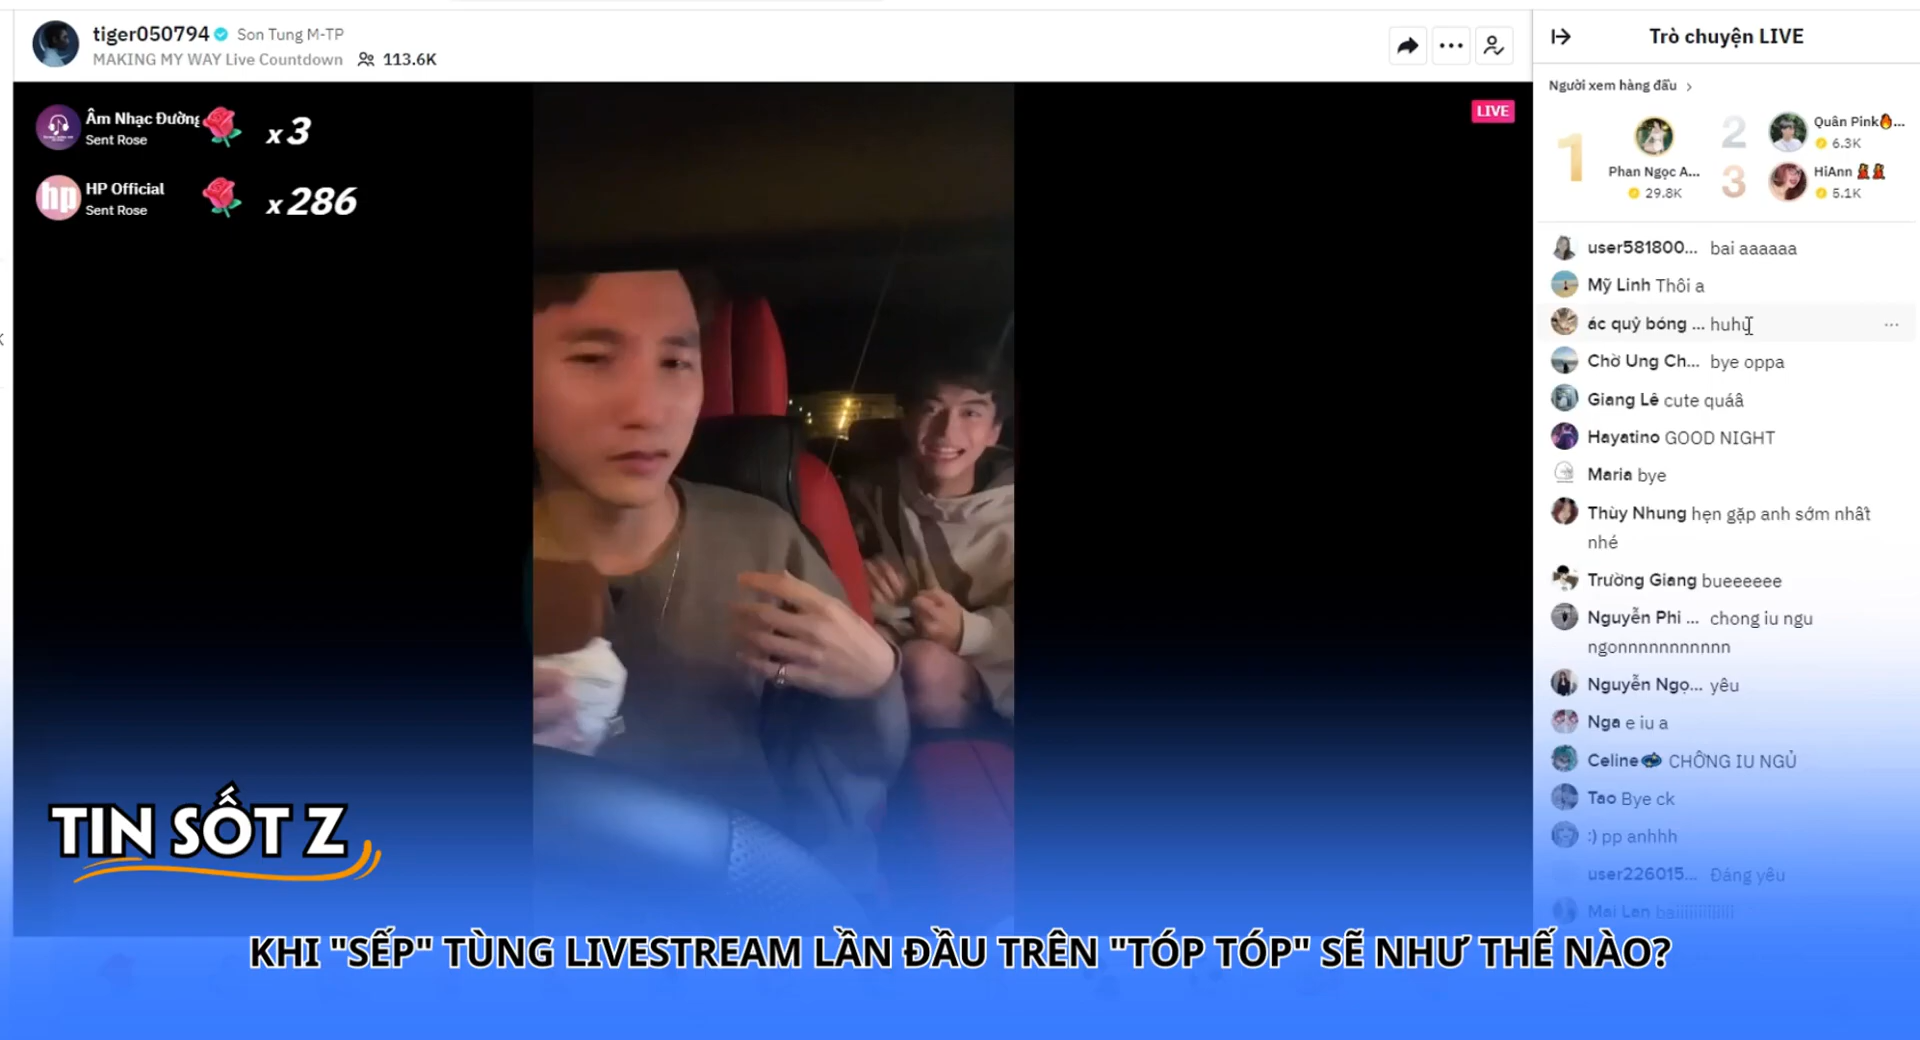 tiger050794 Son Tung M-TP
MAKING MY WAY Live Countdown 113.6K
Âm Nhạc Đường
Sent Rose
x3
HP Official
Sent Rose
x286
hp
LIVE
TIN SỐT Z
KHI "SẾP" TÙNG LIVESTREAM LẦN ĐẦU TRÊN "TÓP TÓP" SẼ NHƯ THẾ NÀO?
Trò chuyện LIVE
Người xem hàng đầu >
1
Phan Ngọc A...
29.8K
2
Quân Pink🔥...
6.3K
3
HiAnn
5.1K
user581800... bai aaaaaa
Mỹ Linh Thôi a
ác quỷ bóng ... huhu
Chờ Ung Ch... bye oppa
Giang Lê cute quáâ
Hayatino GOOD NIGHT
Maria bye
Thùy Nhung hẹn gặp anh sớm nhất
nhé
Trường Giang bueeeeee
Nguyễn Phi ... chong iu ngu
ngonnnnnnnnnnn
Nguyễn Ngọ... yêu
Nga e iu a
Celine CHỒNG IU NGỦ
Tao Bye ck
:) pp anhhh
user226015... Đáng yêu
Mai Lan baiiiiiiiiiiii